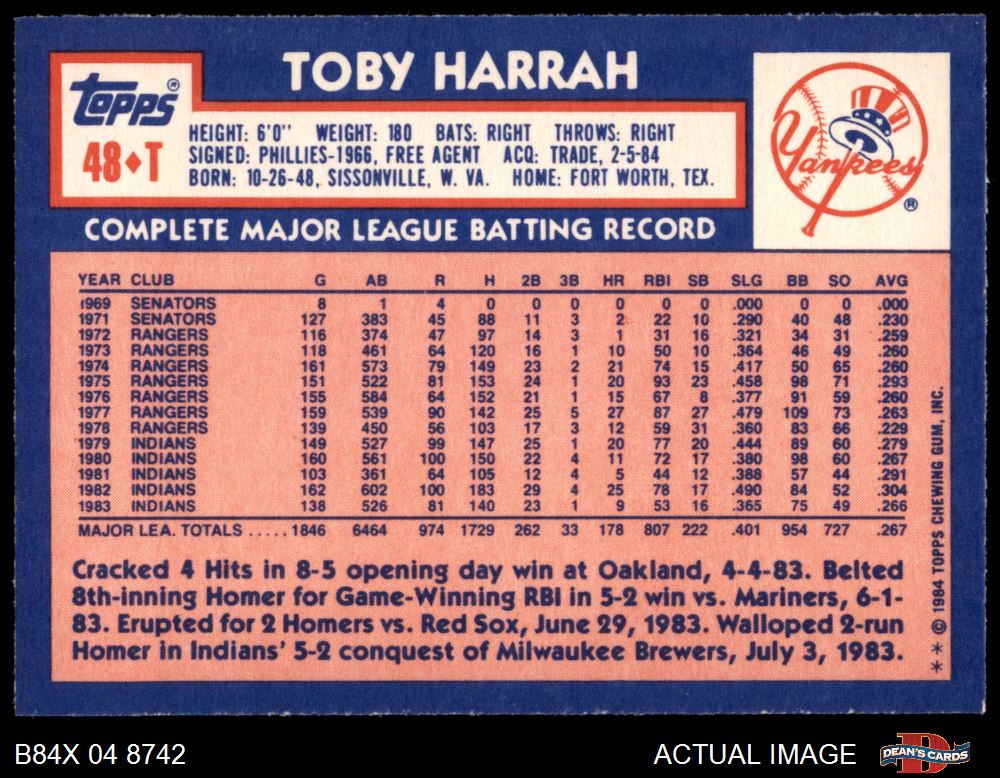 TOBY HARRAH
Topps®
48♦T
HEIGHT: 6'0" WEIGHT: 180 BATS: RIGHT THROWS: RIGHT
SIGNED: PHILLIES-1966, FREE AGENT ACQ: TRADE, 2-5-84
BORN: 10-26-48, SISSONVILLE, W. VA. HOME: FORT WORTH, TEX.
Yankees ®
COMPLETE MAJOR LEAGUE BATTING RECORD
YEAR CLUB G AB R H 2B 3B HR RBI SB SLG BB SO AVG
1969 SENATORS 8 1 4 0 0 0 0 0 0 .000 0 0 .000
1971 SENATORS 127 383 45 88 11 3 2 22 10 .290 40 48 .230
1972 RANGERS 116 374 47 97 14 3 1 31 16 .321 34 31 .259
1973 RANGERS 118 461 64 120 16 1 10 50 10 .364 46 49 .260
1974 RANGERS 161 573 79 149 23 2 21 74 15 .417 50 65 .260
1975 RANGERS 151 522 81 153 24 1 20 93 23 .458 98 71 .293
1976 RANGERS 155 584 64 152 21 1 15 67 8 .377 91 59 .260
1977 RANGERS 159 539 90 142 25 5 27 87 27 .479 109 73 .263
1978 RANGERS 139 450 56 103 17 3 12 59 31 .360 83 66 .229
1979 INDIANS 149 527 99 147 25 1 20 77 20 .444 89 60 .279
1980 INDIANS 160 561 100 150 22 4 11 72 17 .380 98 60 .267
1981 INDIANS 103 361 64 105 12 4 5 44 12 .388 57 44 .291
1982 INDIANS 162 602 100 183 29 4 25 78 17 .490 84 52 .304
1983 INDIANS 138 526 81 140 23 1 9 53 16 .365 75 49 .266
MAJOR LEA. TOTALS ..... 1846 6464 974 1729 262 33 178 807 222 .401 954 727 .267
Cracked 4 Hits in 8-5 opening day win at Oakland, 4-4-83. Belted
8th-inning Homer for Game-Winning RBI in 5-2 win vs. Mariners, 6-1-
83. Erupted for 2 Homers vs. Red Sox, June 29, 1983. Walloped 2-run
Homer in Indians' 5-2 conquest of Milwaukee Brewers, July 3, 1983.
** © 1984 TOPPS CHEWING GUM, INC.
B84X 04 8742
ACTUAL IMAGE
D
DEAN'S CARDS